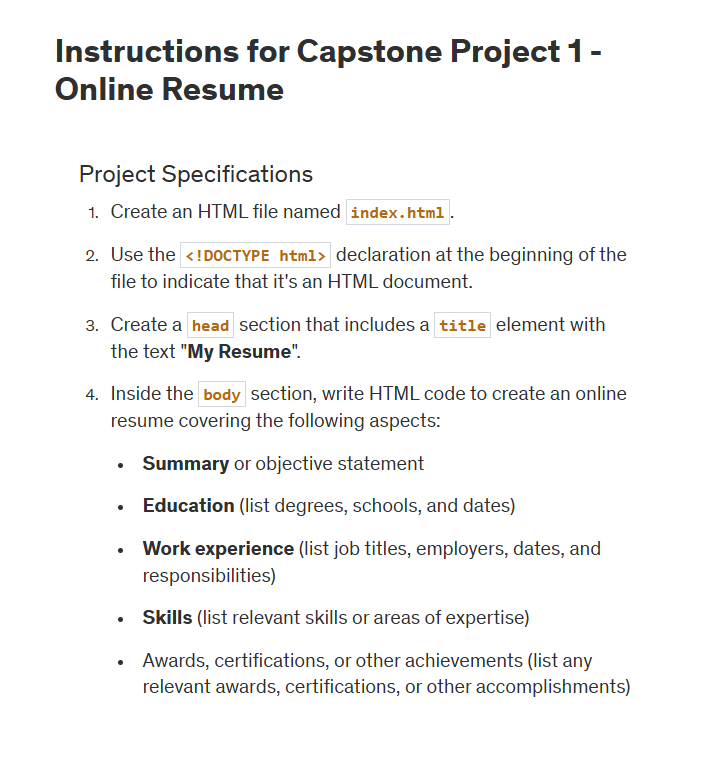 Instructions for Capstone Project 1 -
Online Resume
Project Specifications
1. Create an HTML file named index.html.
2. Use the <!DOCTYPE html> declaration at the beginning of the
file to indicate that it's an HTML document.
3. Create a head section that includes a title element with
the text "My Resume".
4. Inside the body section, write HTML code to create an online
resume covering the following aspects:
• Summary or objective statement
• Education (list degrees, schools, and dates)
• Work experience (list job titles, employers, dates, and
responsibilities)
• Skills (list relevant skills or areas of expertise)
• Awards, certifications, or other achievements (list any
relevant awards, certifications, or other accomplishments)